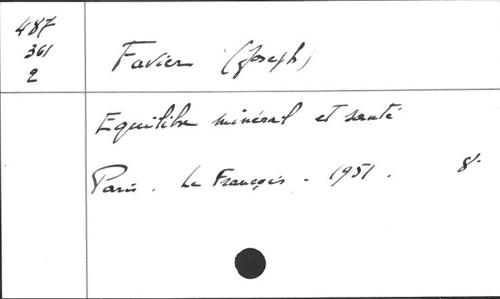 487
361
2
Favier (Joseph)
Equilibre minéral et santé
Paris. Le François - 1951. 8°